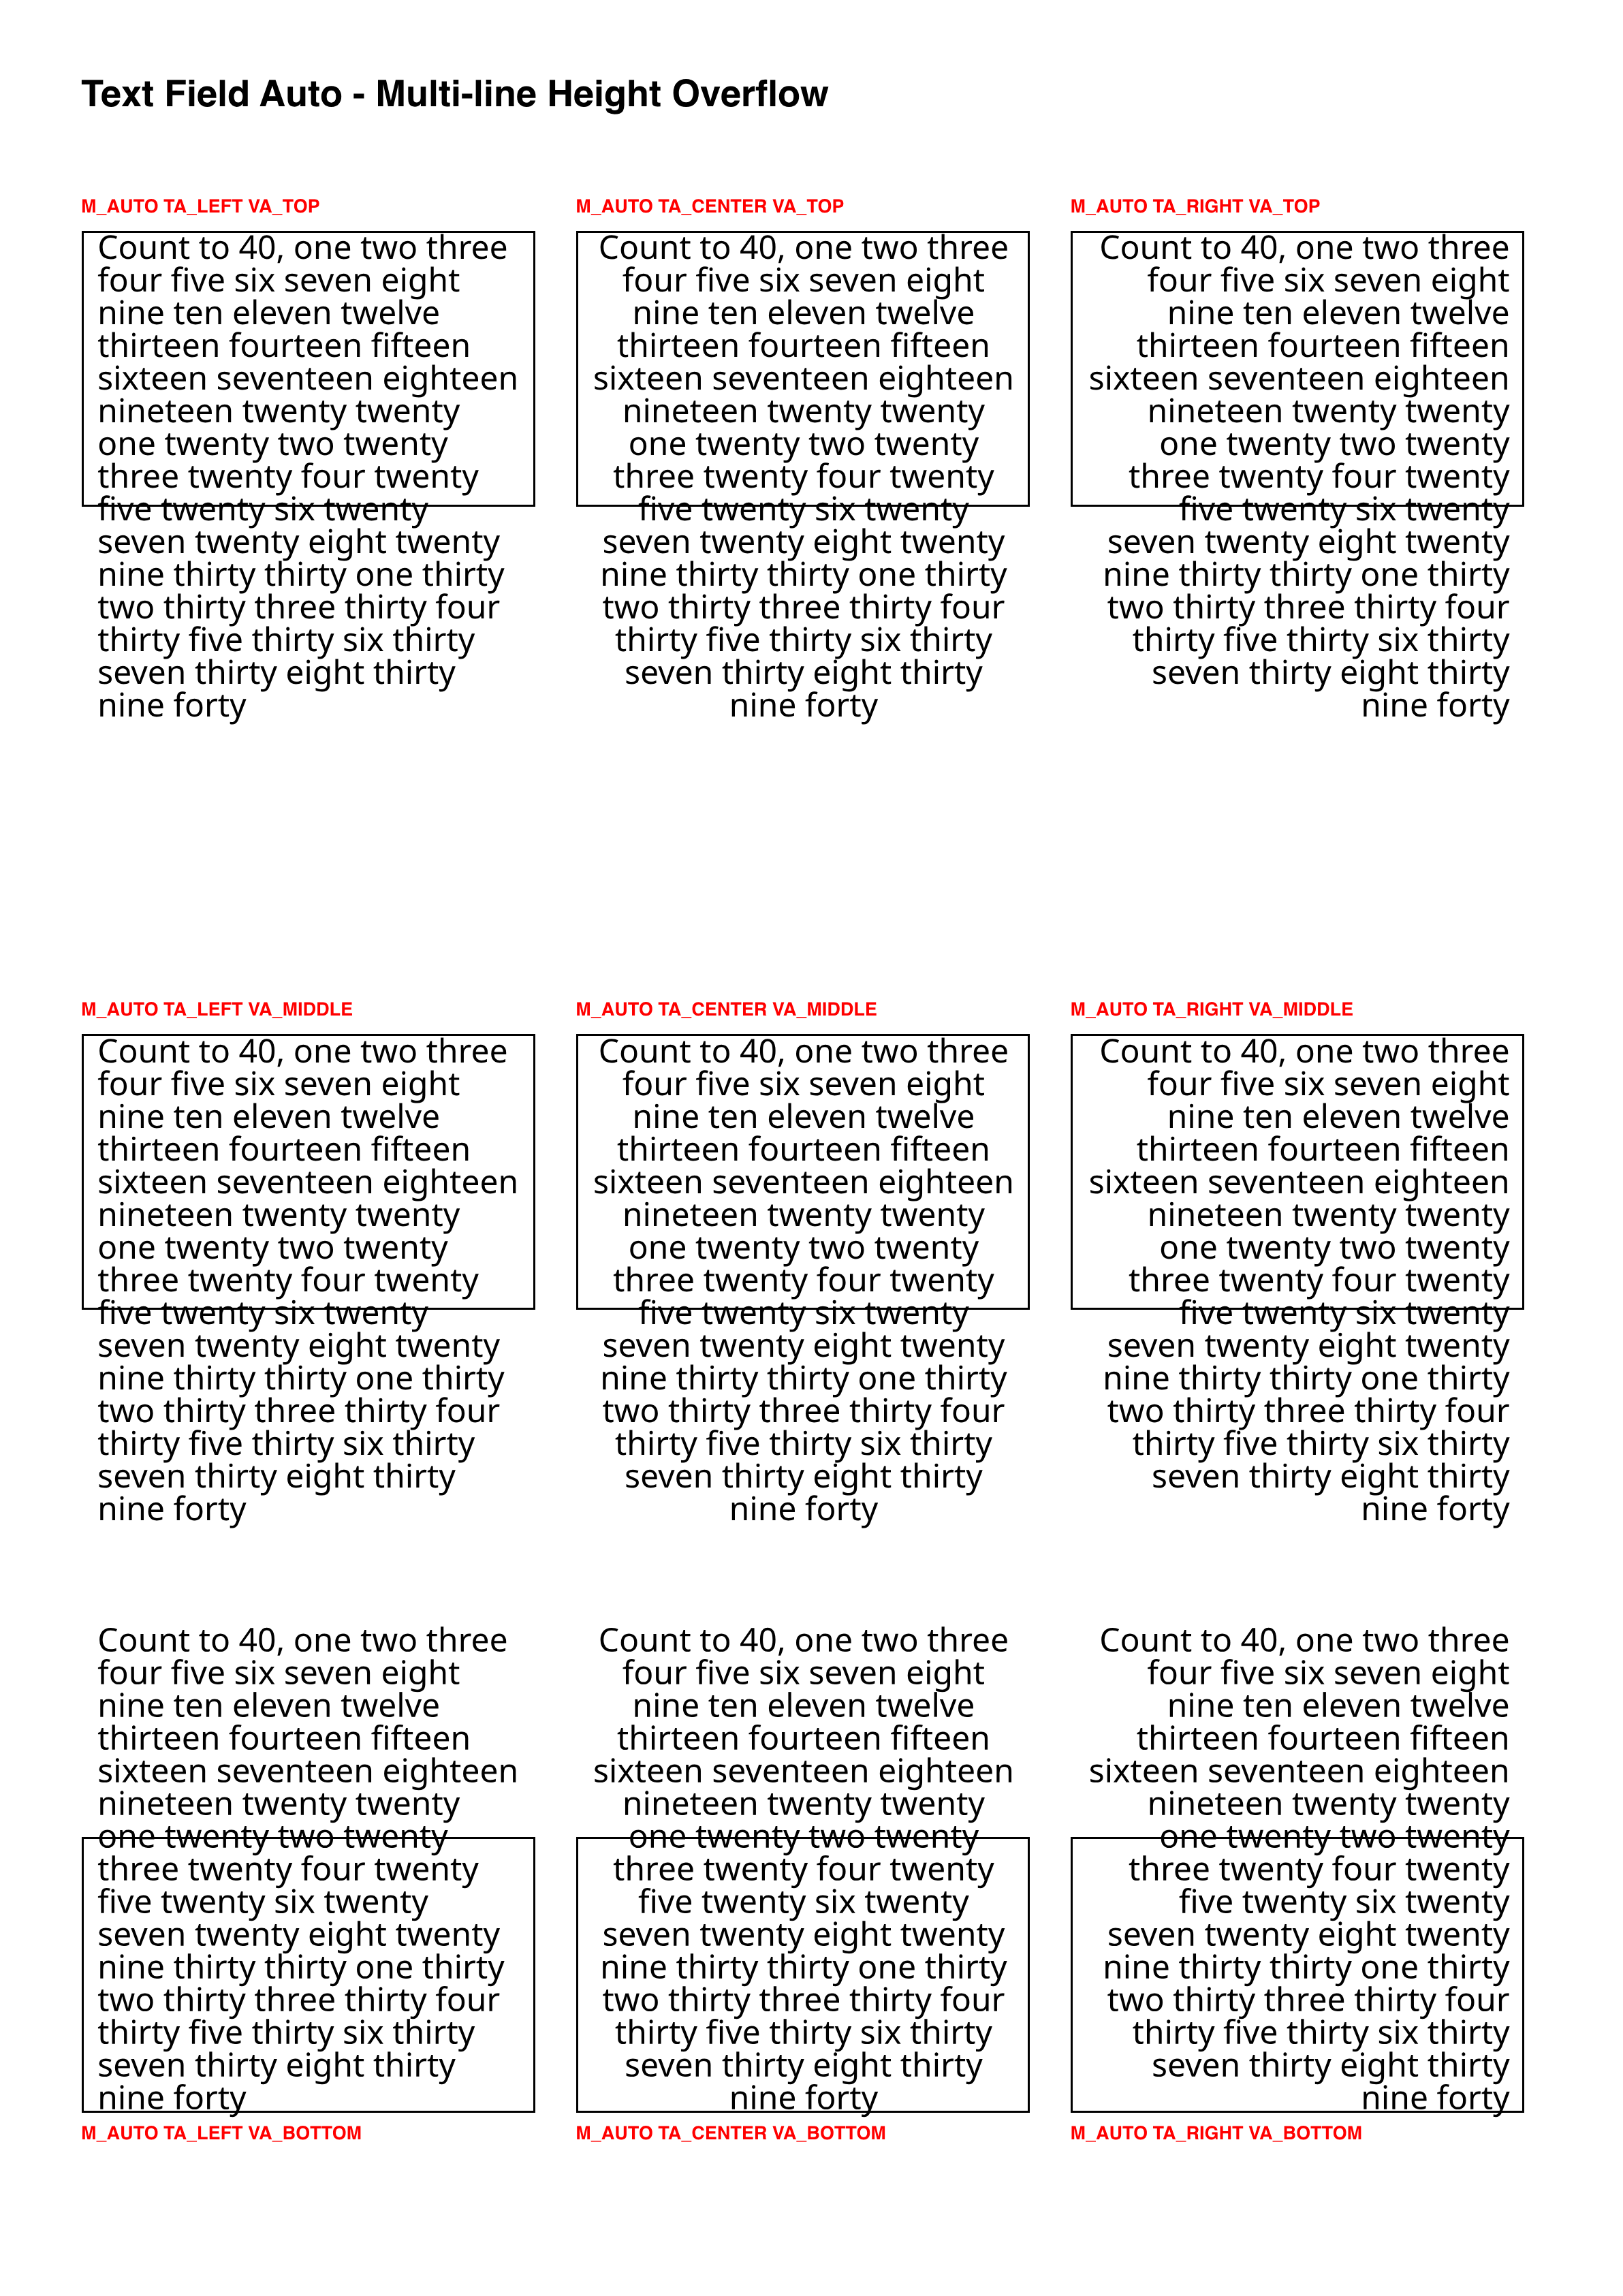 Text Field Auto - Multi-line Height Overflow
M_AUTO TA_LEFT VA_TOP
Count to 40, one two three
four five six seven eight
nine ten eleven twelve
thirteen fourteen fifteen
sixteen seventeen eighteen
nineteen twenty twenty
one twenty two twenty
three twenty four twenty
five twenty six twenty
seven twenty eight twenty
nine thirty thirty one thirty
two thirty three thirty four
thirty five thirty six thirty
seven thirty eight thirty
nine forty
M_AUTO TA_CENTER VA_TOP
Count to 40, one two three
four five six seven eight
nine ten eleven twelve
thirteen fourteen fifteen
sixteen seventeen eighteen
nineteen twenty twenty
one twenty two twenty
three twenty four twenty
five twenty six twenty
seven twenty eight twenty
nine thirty thirty one thirty
two thirty three thirty four
thirty five thirty six thirty
seven thirty eight thirty
nine forty
M_AUTO TA_RIGHT VA_TOP
Count to 40, one two three
four five six seven eight
nine ten eleven twelve
thirteen fourteen fifteen
sixteen seventeen eighteen
nineteen twenty twenty
one twenty two twenty
three twenty four twenty
five twenty six twenty
seven twenty eight twenty
nine thirty thirty one thirty
two thirty three thirty four
thirty five thirty six thirty
seven thirty eight thirty
nine forty
M_AUTO TA_LEFT VA_MIDDLE
Count to 40, one two three
four five six seven eight
nine ten eleven twelve
thirteen fourteen fifteen
sixteen seventeen eighteen
nineteen twenty twenty
one twenty two twenty
three twenty four twenty
five twenty six twenty
seven twenty eight twenty
nine thirty thirty one thirty
two thirty three thirty four
thirty five thirty six thirty
seven thirty eight thirty
nine forty
M_AUTO TA_CENTER VA_MIDDLE
Count to 40, one two three
four five six seven eight
nine ten eleven twelve
thirteen fourteen fifteen
sixteen seventeen eighteen
nineteen twenty twenty
one twenty two twenty
three twenty four twenty
five twenty six twenty
seven twenty eight twenty
nine thirty thirty one thirty
two thirty three thirty four
thirty five thirty six thirty
seven thirty eight thirty
nine forty
M_AUTO TA_RIGHT VA_MIDDLE
Count to 40, one two three
four five six seven eight
nine ten eleven twelve
thirteen fourteen fifteen
sixteen seventeen eighteen
nineteen twenty twenty
one twenty two twenty
three twenty four twenty
five twenty six twenty
seven twenty eight twenty
nine thirty thirty one thirty
two thirty three thirty four
thirty five thirty six thirty
seven thirty eight thirty
nine forty
Count to 40, one two three
four five six seven eight
nine ten eleven twelve
thirteen fourteen fifteen
sixteen seventeen eighteen
nineteen twenty twenty
one twenty two twenty
three twenty four twenty
five twenty six twenty
seven twenty eight twenty
nine thirty thirty one thirty
two thirty three thirty four
thirty five thirty six thirty
seven thirty eight thirty
nine forty
M_AUTO TA_LEFT VA_BOTTOM
Count to 40, one two three
four five six seven eight
nine ten eleven twelve
thirteen fourteen fifteen
sixteen seventeen eighteen
nineteen twenty twenty
one twenty two twenty
three twenty four twenty
five twenty six twenty
seven twenty eight twenty
nine thirty thirty one thirty
two thirty three thirty four
thirty five thirty six thirty
seven thirty eight thirty
nine forty
M_AUTO TA_CENTER VA_BOTTOM
Count to 40, one two three
four five six seven eight
nine ten eleven twelve
thirteen fourteen fifteen
sixteen seventeen eighteen
nineteen twenty twenty
one twenty two twenty
three twenty four twenty
five twenty six twenty
seven twenty eight twenty
nine thirty thirty one thirty
two thirty three thirty four
thirty five thirty six thirty
seven thirty eight thirty
nine forty
M_AUTO TA_RIGHT VA_BOTTOM